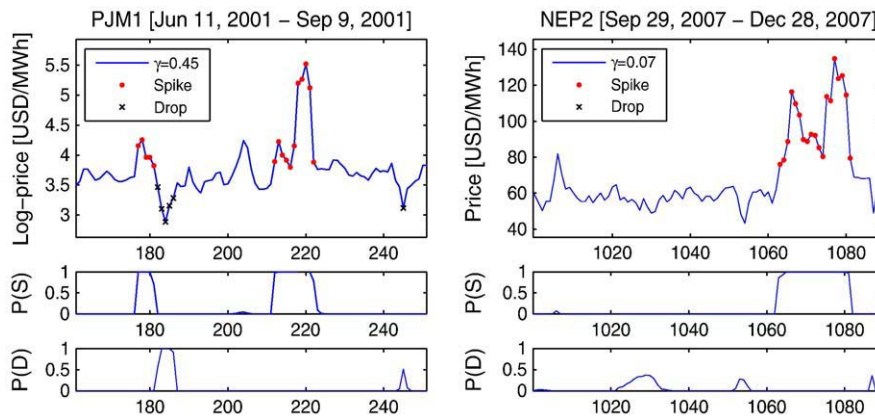 PJM1 [Jun 11, 2001 − Sep 9, 2001]
Log−price [USD/MWh]
5.5
5
4.5
4
3.5
3
γ=0.45
Spike
Drop
160 180 200 220 240
P(S)
1
0.5
0
160 180 200 220 240
P(D)
1
0.5
0
160 180 200 220 240
NEP2 [Sep 29, 2007 − Dec 28, 2007]
Price [USD/MWh]
140
120
100
80
60
40
γ=0.07
Spike
Drop
1020 1040 1060 1080
P(S)
1
0.5
0
1020 1040 1060 1080
P(D)
1
0.5
0
1020 1040 1060 1080